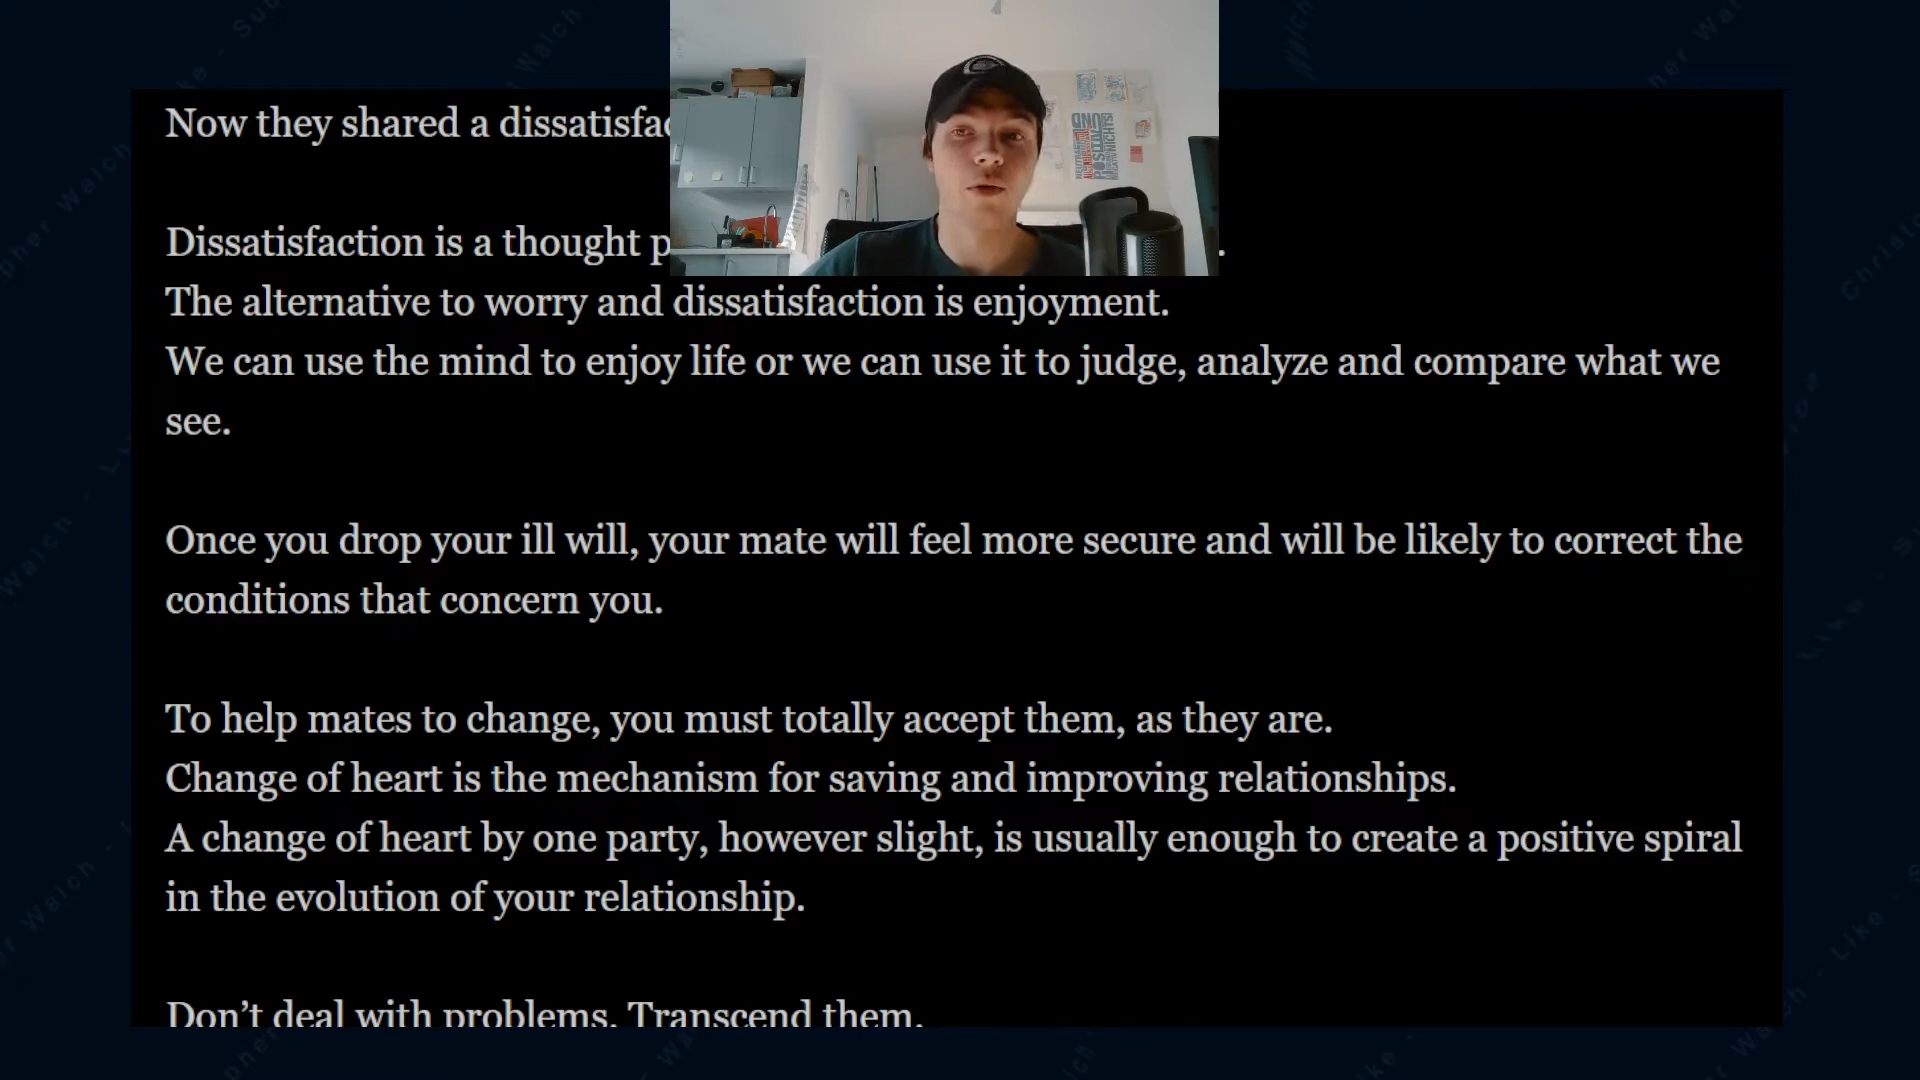 Now they shared a
Dissatisfaction is a thought
The alternative to worry and dissatisfaction is enjoyment.
We can use the mind to enjoy life or we can use it to judge, analyze and compare what we
see.
Once you drop your ill will, your mate will feel more secure and will be likely to correct the
conditions that concern you.
To help mates to change, you must totally accept them, as they are.
Change of heart is the mechanism for saving and improving relationships.
A change of heart by one party, however slight, is usually enough to create a positive spiral
in the evolution of your relationship.
Don’t deal with problems. Transcend them.